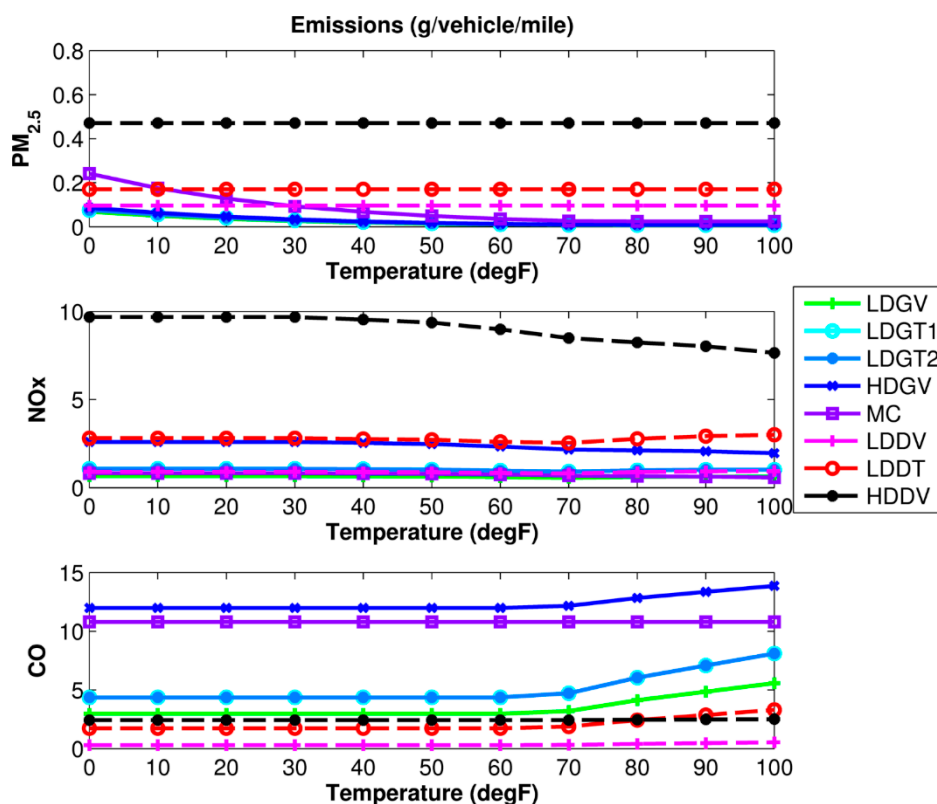 Emissions (g/vehicle/mile)
PM2.5
0.8
0.6
0.4
0.2
0
0 10 20 30 40 50 60 70 80 90 100
Temperature (degF)
NOx
10
5
0
0 10 20 30 40 50 60 70 80 90 100
Temperature (degF)
LDGV
LDGT1
LDGT2
HDGV
MC
LDDV
LDDT
HDDV
CO
15
10
5
0
0 10 20 30 40 50 60 70 80 90 100
Temperature (degF)